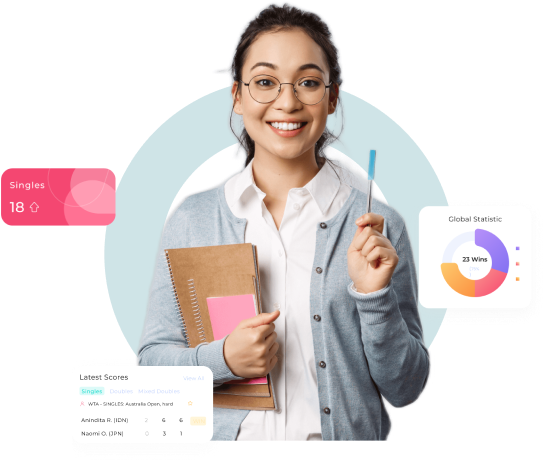 Singles
18
Global Statistic
23 Wins
Latest Scores
View All
Singles Doubles Mixed Doubles
WTA - SINGLES: Australia Open, hard
Anindita R. (IDN) 2 6 6
Naomi O. (JPN) 0 3 1